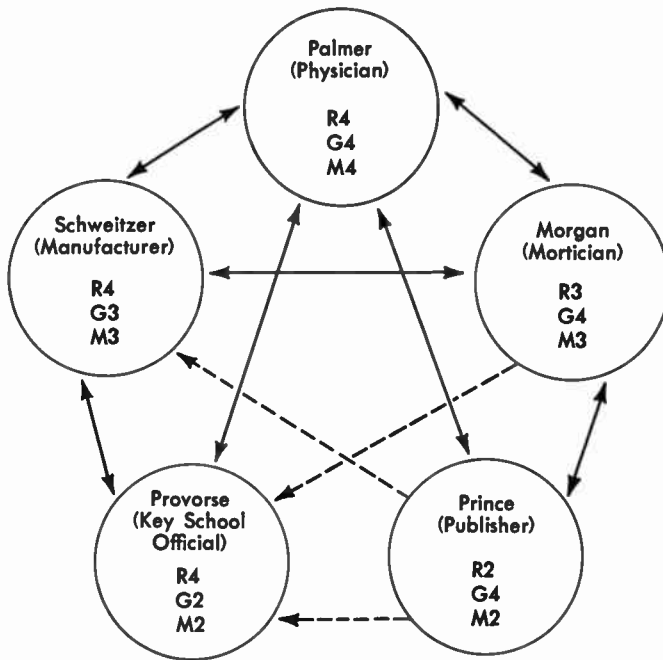 Palmer
(Physician)
R4
G4
M4
Schweitzer
(Manufacturer)
R4
G3
M3
Morgan
(Mortician)
R3
G4
M3
Provorse
(Key School
Official)
R4
G2
M2
Prince
(Publisher)
R2
G4
M2